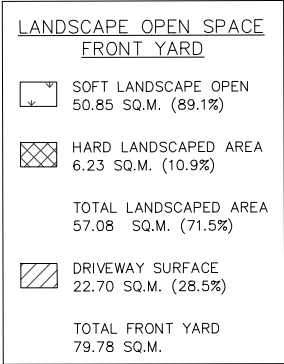 LANDSCAPE OPEN SPACE
FRONT YARD
SOFT LANDSCAPE OPEN
50.85 SQ.M. (89.1%)
HARD LANDSCAPED AREA
6.23 SQ.M. (10.9%)
TOTAL LANDSCAPED AREA
57.08 SQ.M. (71.5%)
DRIVEWAY SURFACE
22.70 SQ.M. (28.5%)
TOTAL FRONT YARD
79.78 SQ.M.